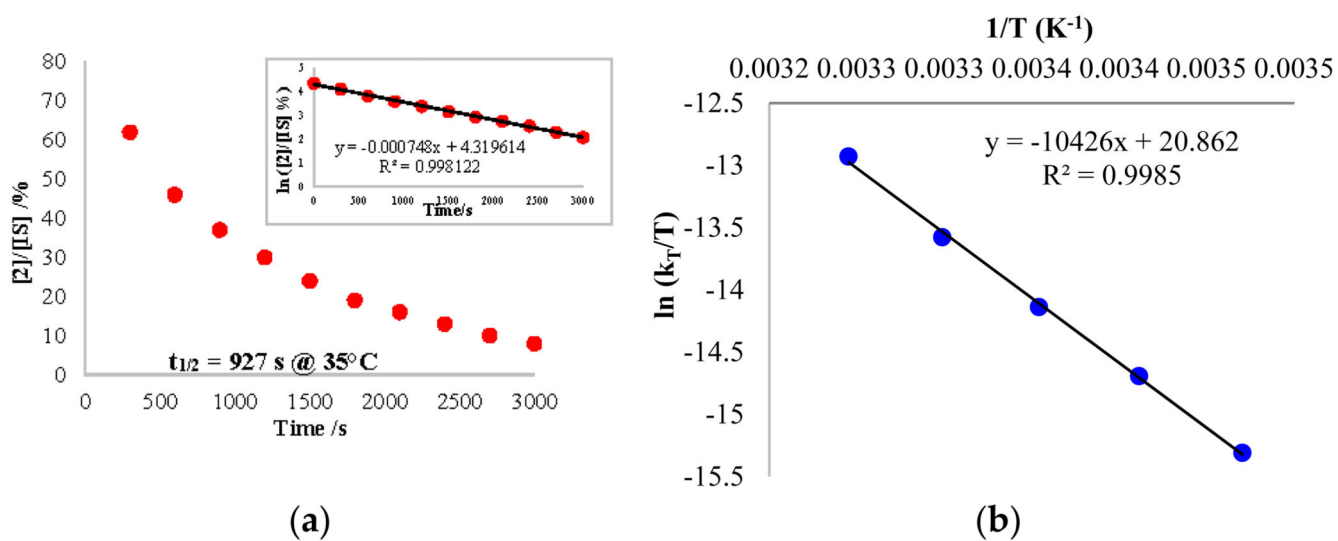 80
70
60
50
40
30
20
10
0
[2]/[IS] /%
0 500 1000 1500 2000 2500 3000
Time /s
t1/2 = 927 s @ 35°C
5
4
3
2
1
0
ln ([2]/[IS] %)
y = -0.000748x + 4.319614
R² = 0.998122
0 500 1000 1500 2000 2500 3000
Time/s
(a)
1/T (K-1)
0.0032 0.0033 0.0033 0.0034 0.0034 0.0035 0.0035
-12.5
-13
-13.5
-14
-14.5
-15
-15.5
ln (kT/T)
y = -10426x + 20.862
R² = 0.9985
(b)